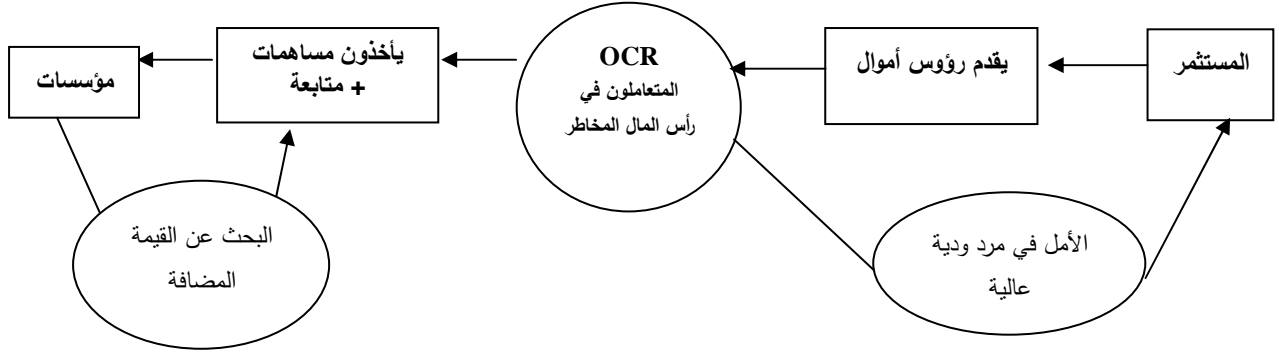 المستثمر
يقدم رؤوس أموال
OCR
المتعاملون في
رأس المال المخاطر
يأخذون مساهمات
+ متابعة
مؤسسات
الأمل في مرد ودية
عالية
البحث عن القيمة
المضافة